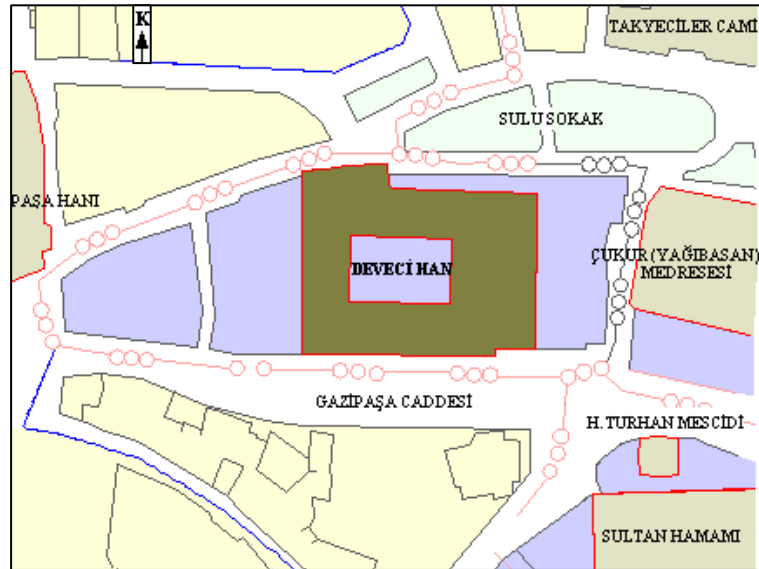 K
TAKYECİLER CAMİ
SULU SOKAK
PAŞA HANI
DEVECİ HAN
ÇUKUR (YAĞIBASAN)
MEDRESESİ
GAZİPAŞA CADDESİ
H. TURHAN MESCİDİ
SULTAN HAMAMI